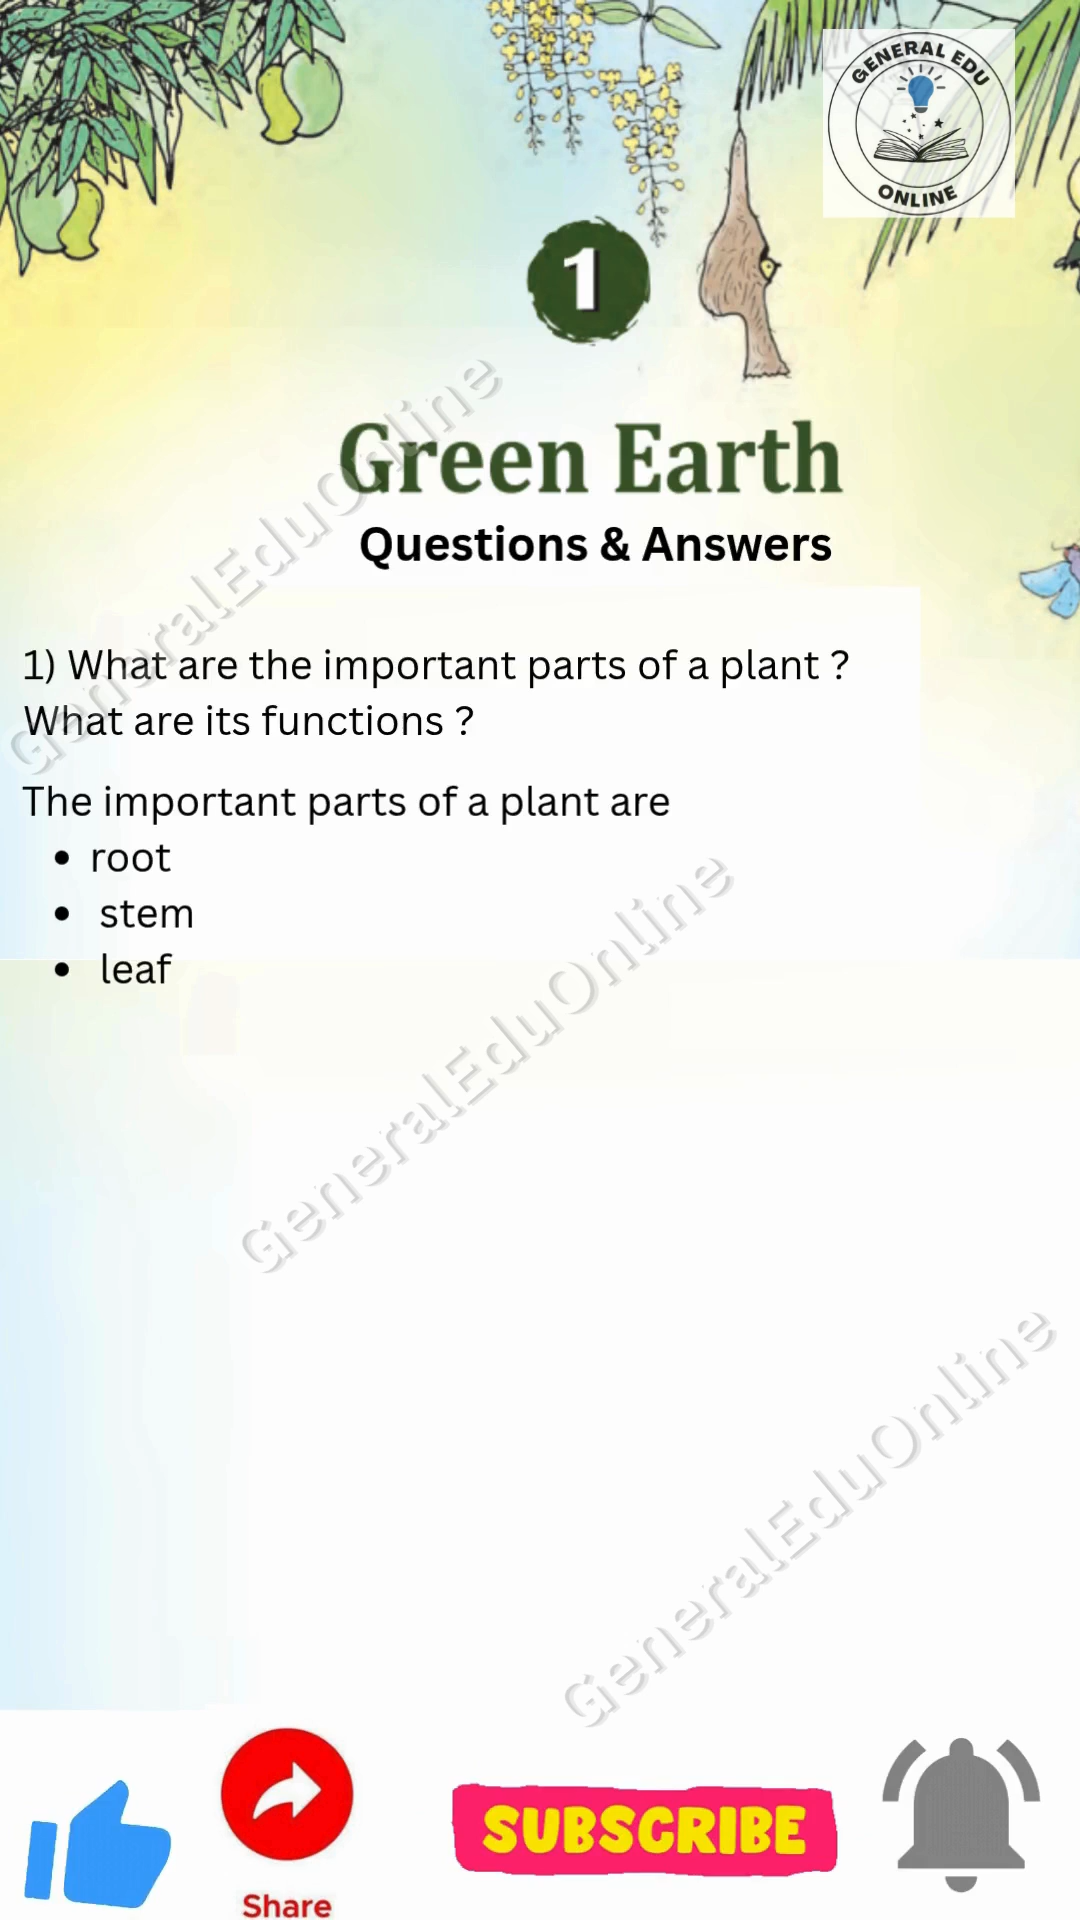 GENERAL EDU
ONLINE
1
Green Earth
Questions & Answers
1) What are the important parts of a plant ?
What are its functions ?
The important parts of a plant are
• root
• stem
• leaf
GeneralEduOnline
GeneralEduOnline
GeneralEduOnline
SUBSCRIBE
Share